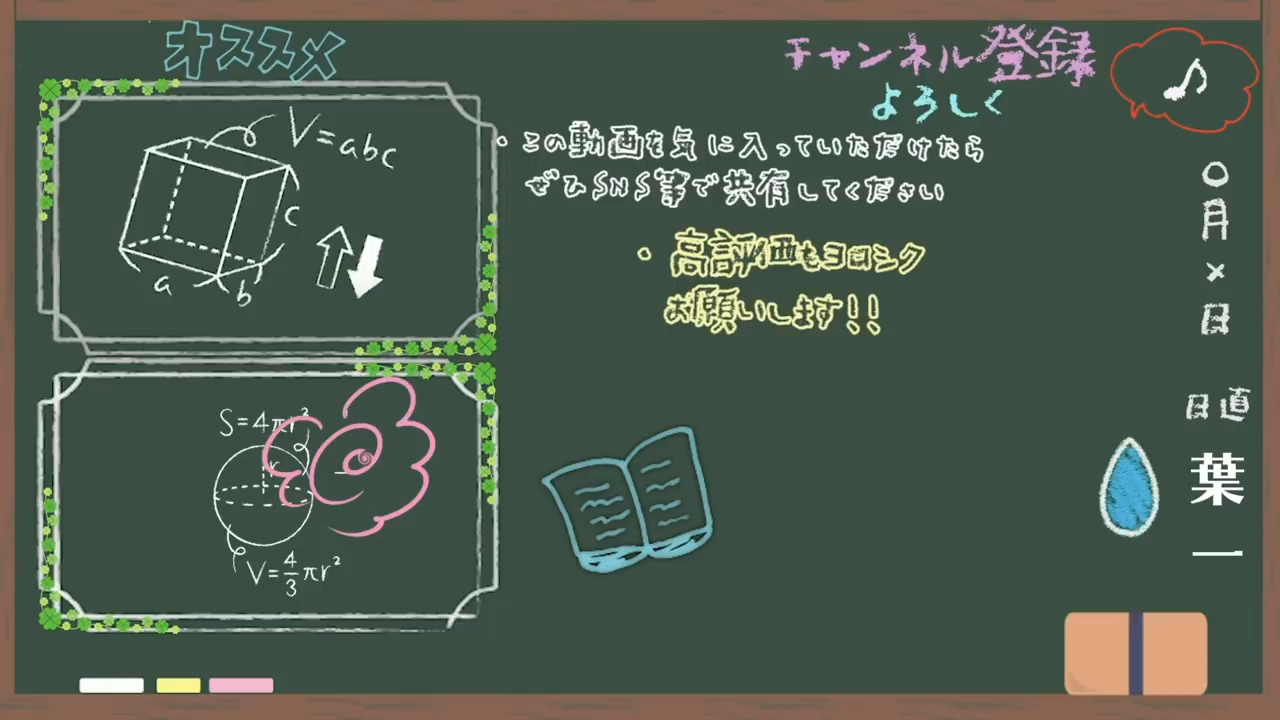 オススメ
V=abc
c
a
b
S=4πr²
r
V=4/3πr²
チャンネル登録
よろしく
・この動画を気に入っていただけたら
ぜひSNS等で共有してください
・高評価もヨロシク
お願いします!!
〇月×日
日直
葉一